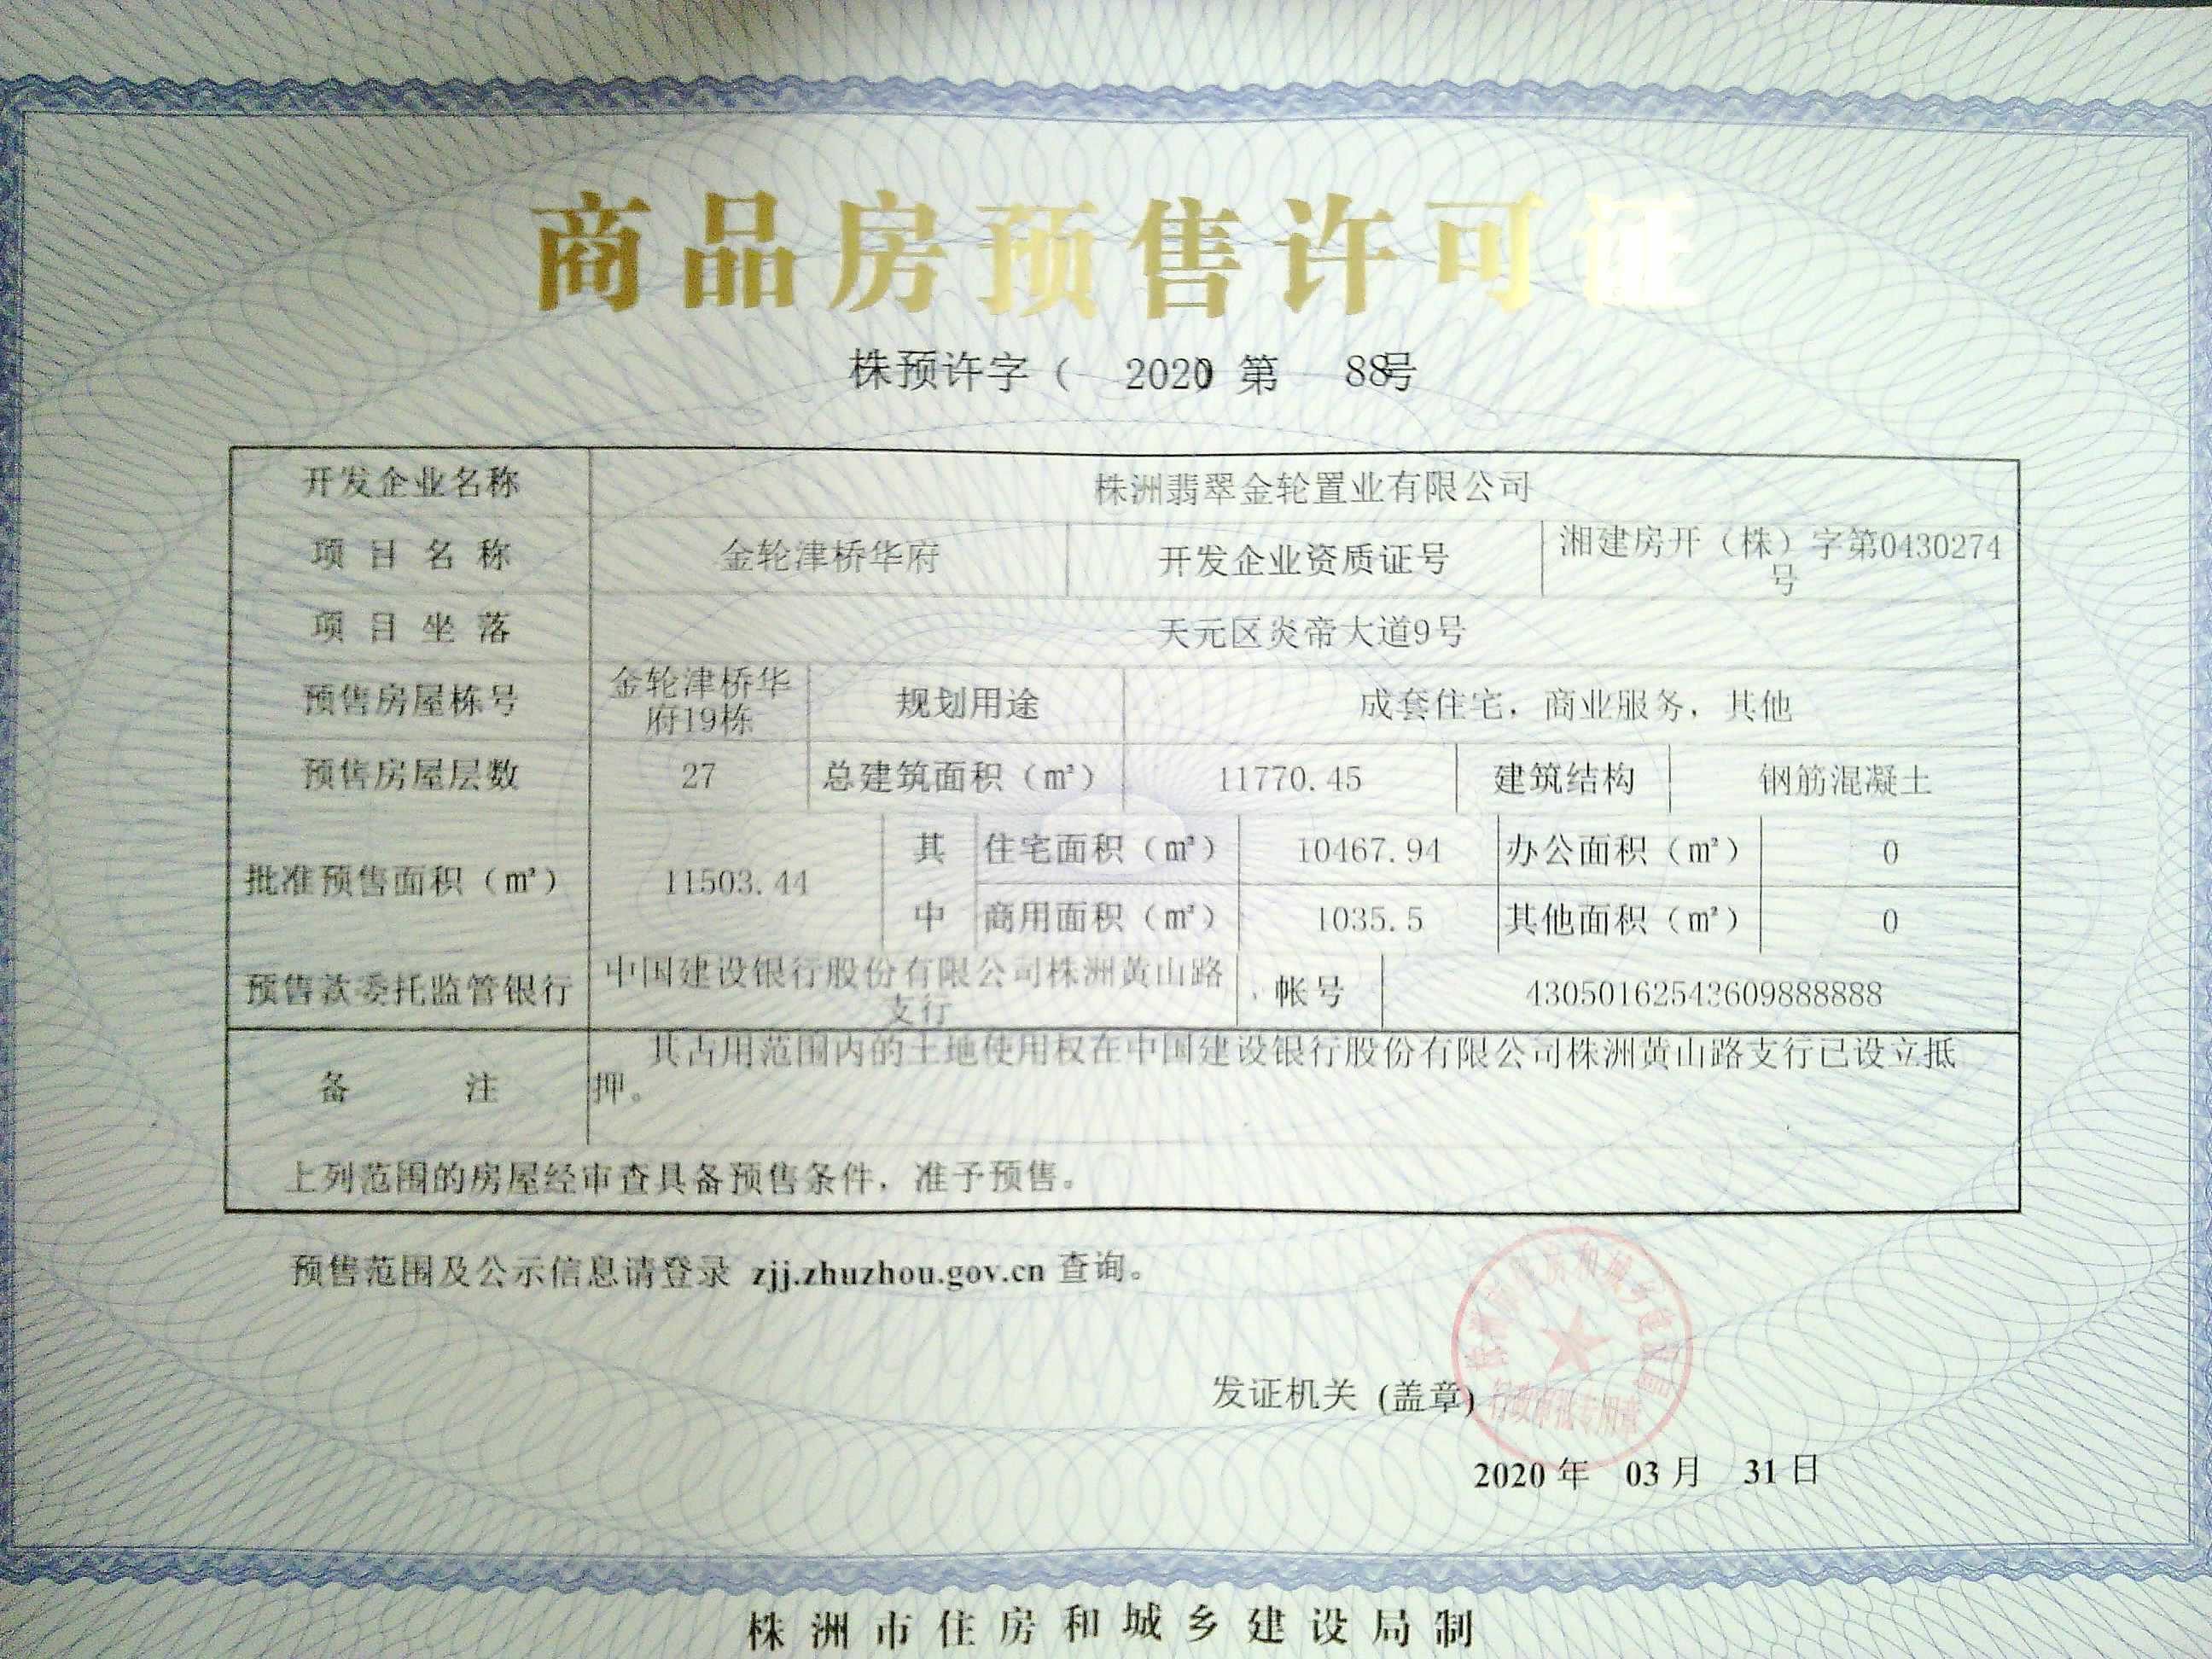 商品房预售许可证
株预许字（ 2020）第 88号
开发企业名称 株洲翡翠金轮置业有限公司
项目名称 金轮津桥华府 开发企业资质证号 湘建房开（株）字第0430274
号
项目坐落 天元区炎帝大道9号
预售房屋栋号 金轮津桥华 规划用途 成套住宅，商业服务，其他
府19栋
预售房屋层数 27 总建筑面积（㎡） 11770.45 建筑结构 钢筋混凝土
批准预售面积（㎡） 11503.44 其 住宅面积（㎡） 10467.94 办公面积（㎡） 0
中 商用面积（㎡） 1035.5 其他面积（㎡） 0
预售款委托监管银行 中国建设银行股份有限公司株洲黄山路 帐号 43050162543609888888
支行
备注 其占用范围内的土地使用权在中国建设银行股份有限公司株洲黄山路支行已设立抵
押。
上列范围的房屋经审查具备预售条件，准予预售。
预售范围及公示信息请登录 zjj.zhuzhou.gov.cn 查询。
株洲市住房和城乡建设局
行政审批专用章
发证机关 (盖章)
2020 年 03 月 31 日
株洲市住房和城乡建设局制